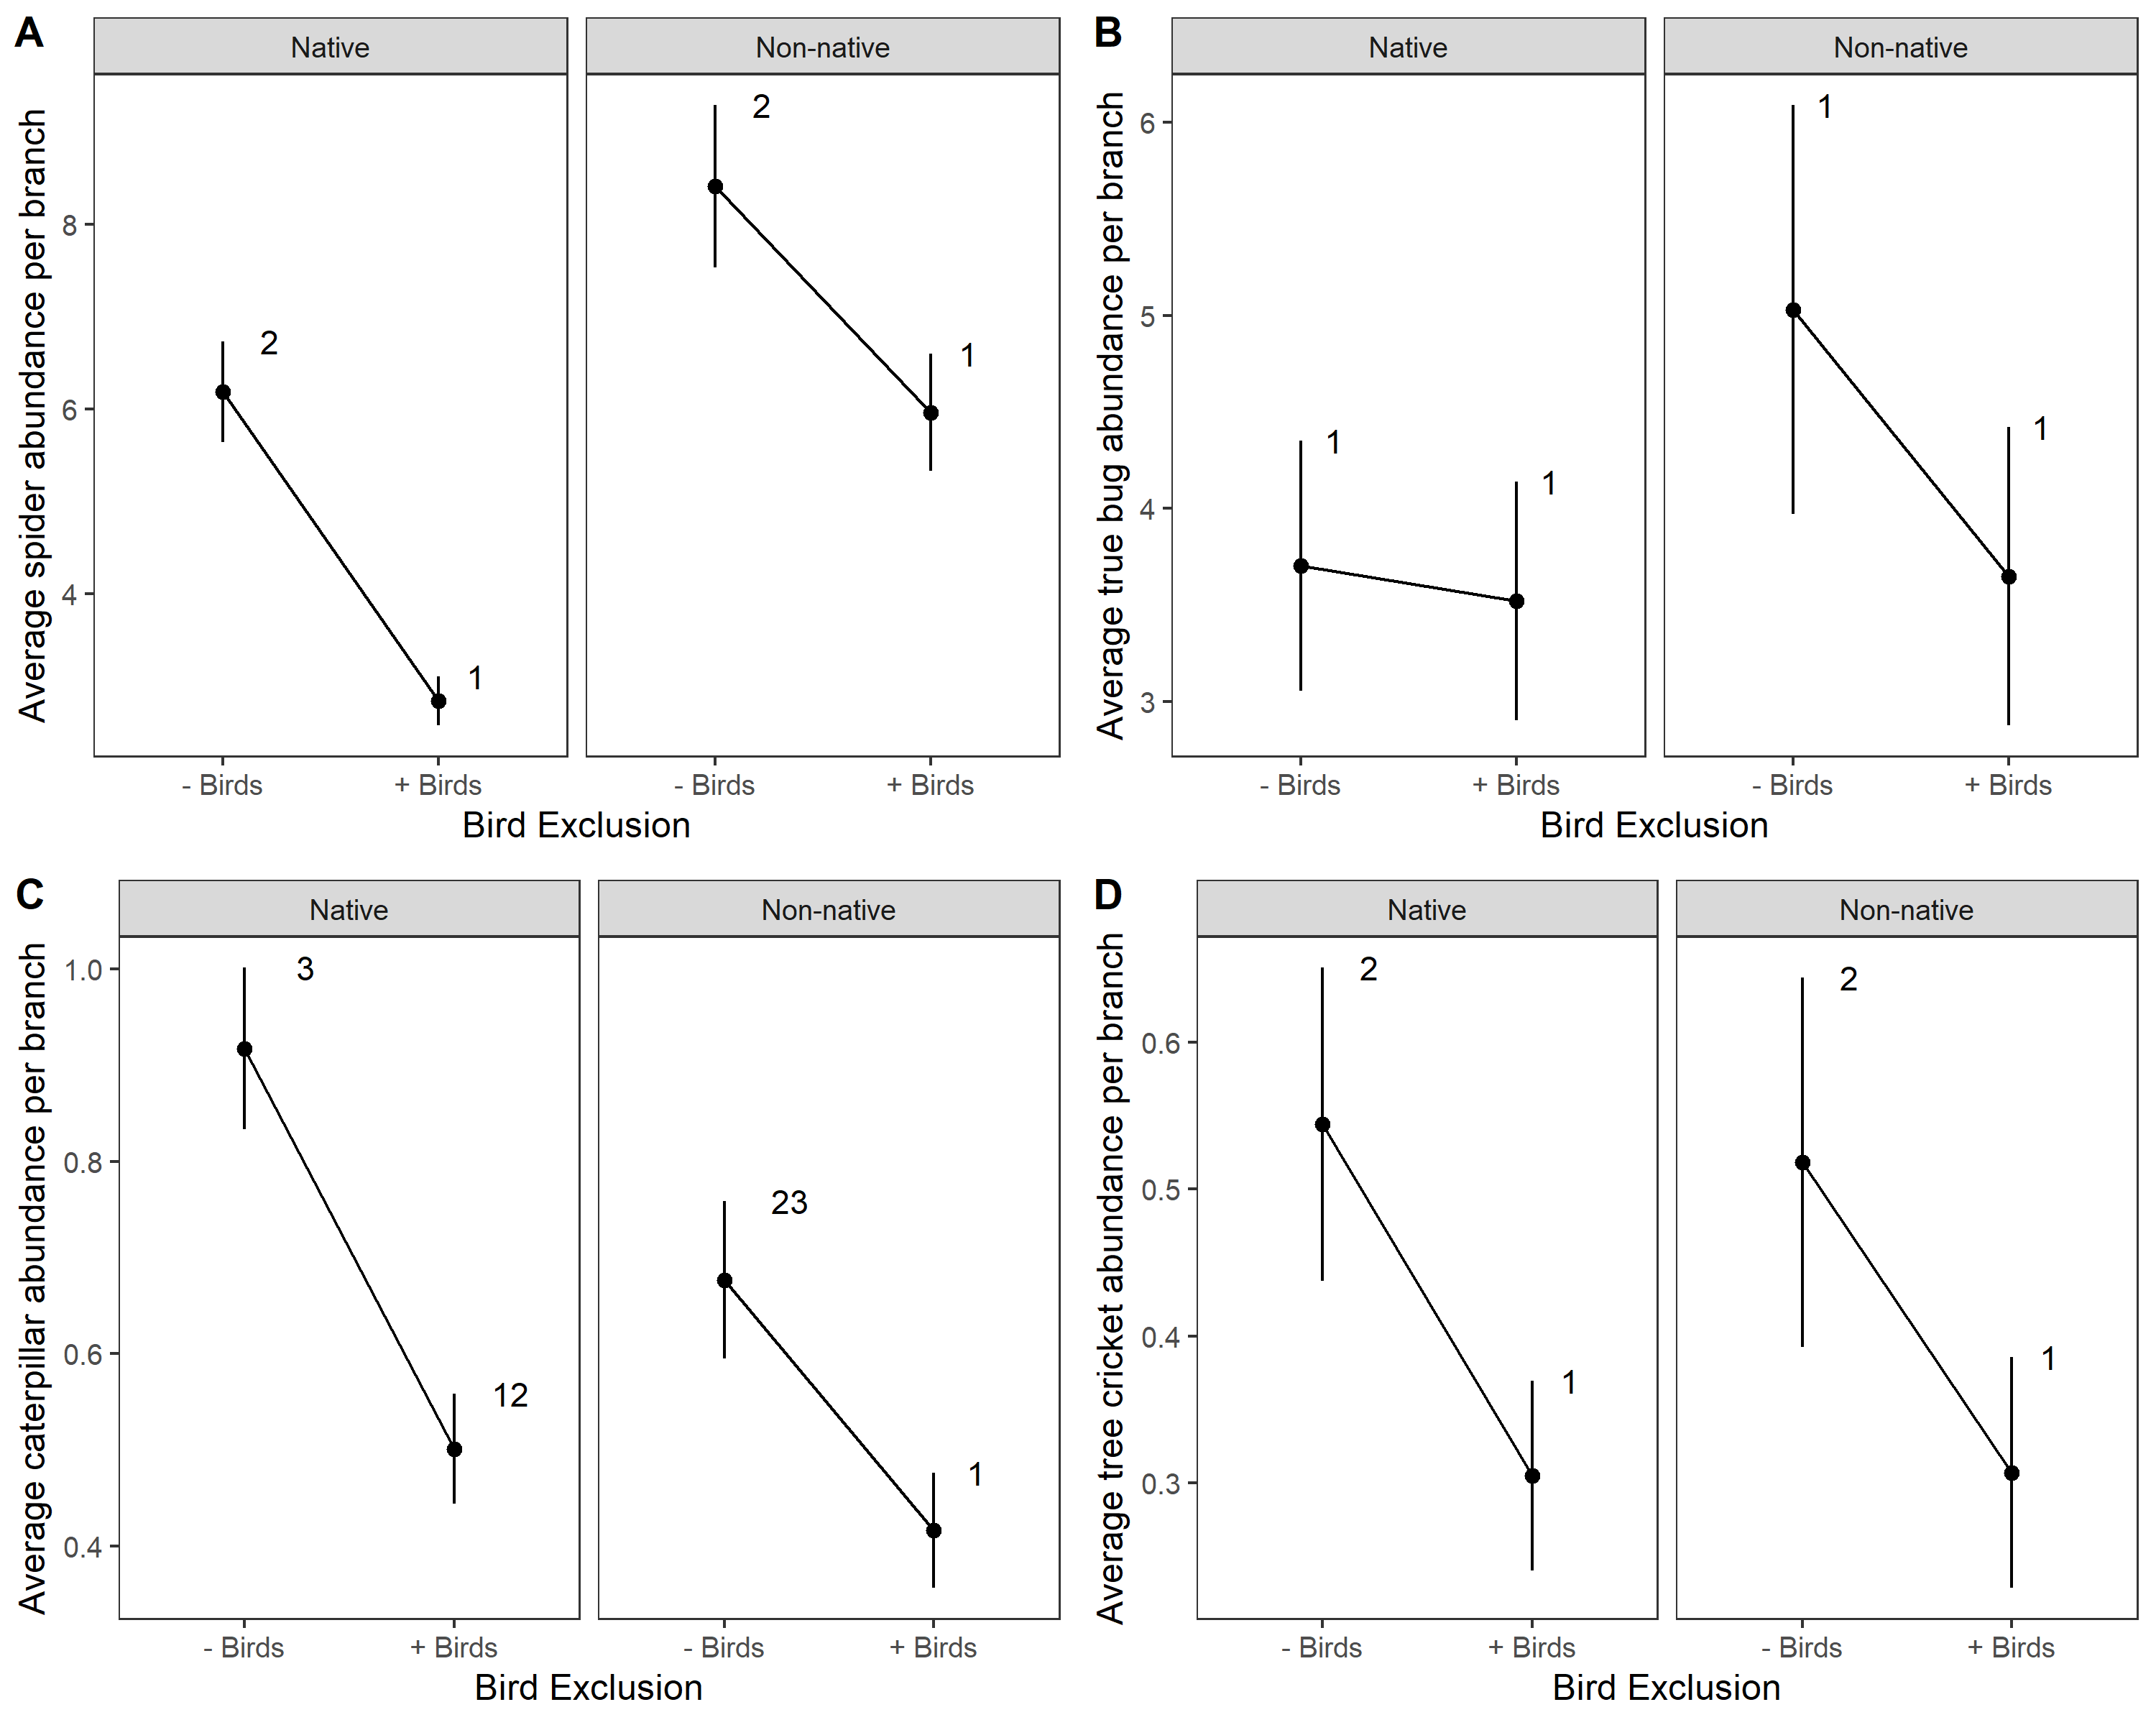 A
Native
Non-native
Average spider abundance per branch
8
6
4
2
1
2
1
- Birds
+ Birds
- Birds
+ Birds
Bird Exclusion
B
Native
Non-native
Average true bug abundance per branch
6
5
4
3
1
1
1
1
- Birds
+ Birds
- Birds
+ Birds
Bird Exclusion
C
Native
Non-native
Average caterpillar abundance per branch
1.0
0.8
0.6
0.4
3
12
23
1
- Birds
+ Birds
- Birds
+ Birds
Bird Exclusion
D
Native
Non-native
Average tree cricket abundance per branch
0.6
0.5
0.4
0.3
2
1
2
1
- Birds
+ Birds
- Birds
+ Birds
Bird Exclusion